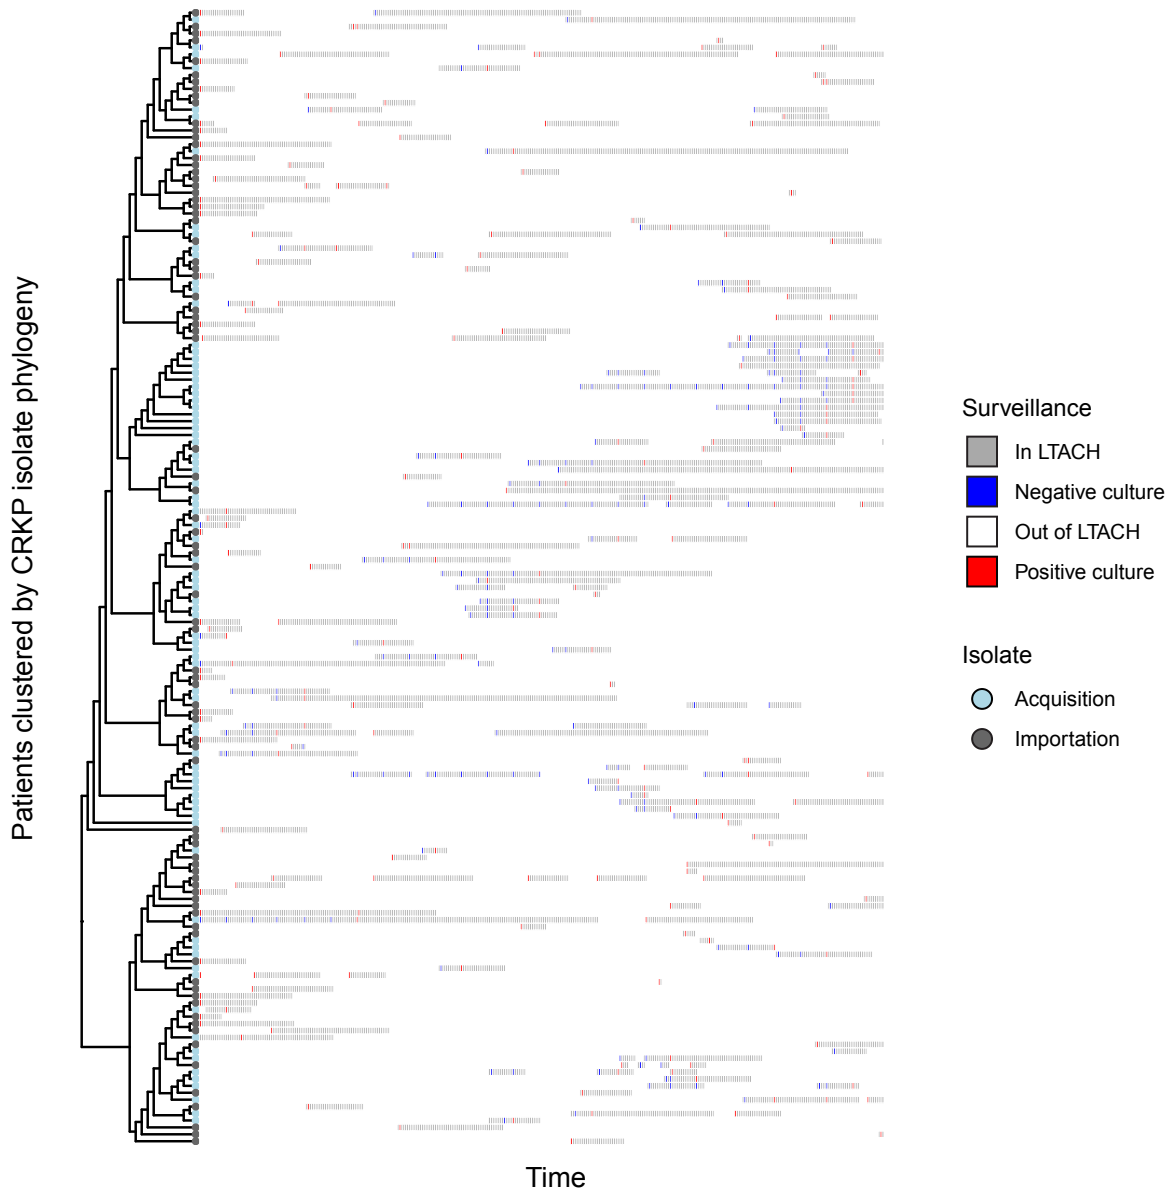 Patients clustered by CRKP isolate phylogeny
Surveillance
In LTACH
Negative culture
Out of LTACH
Positive culture
Isolate
Acquisition
Importation
Time